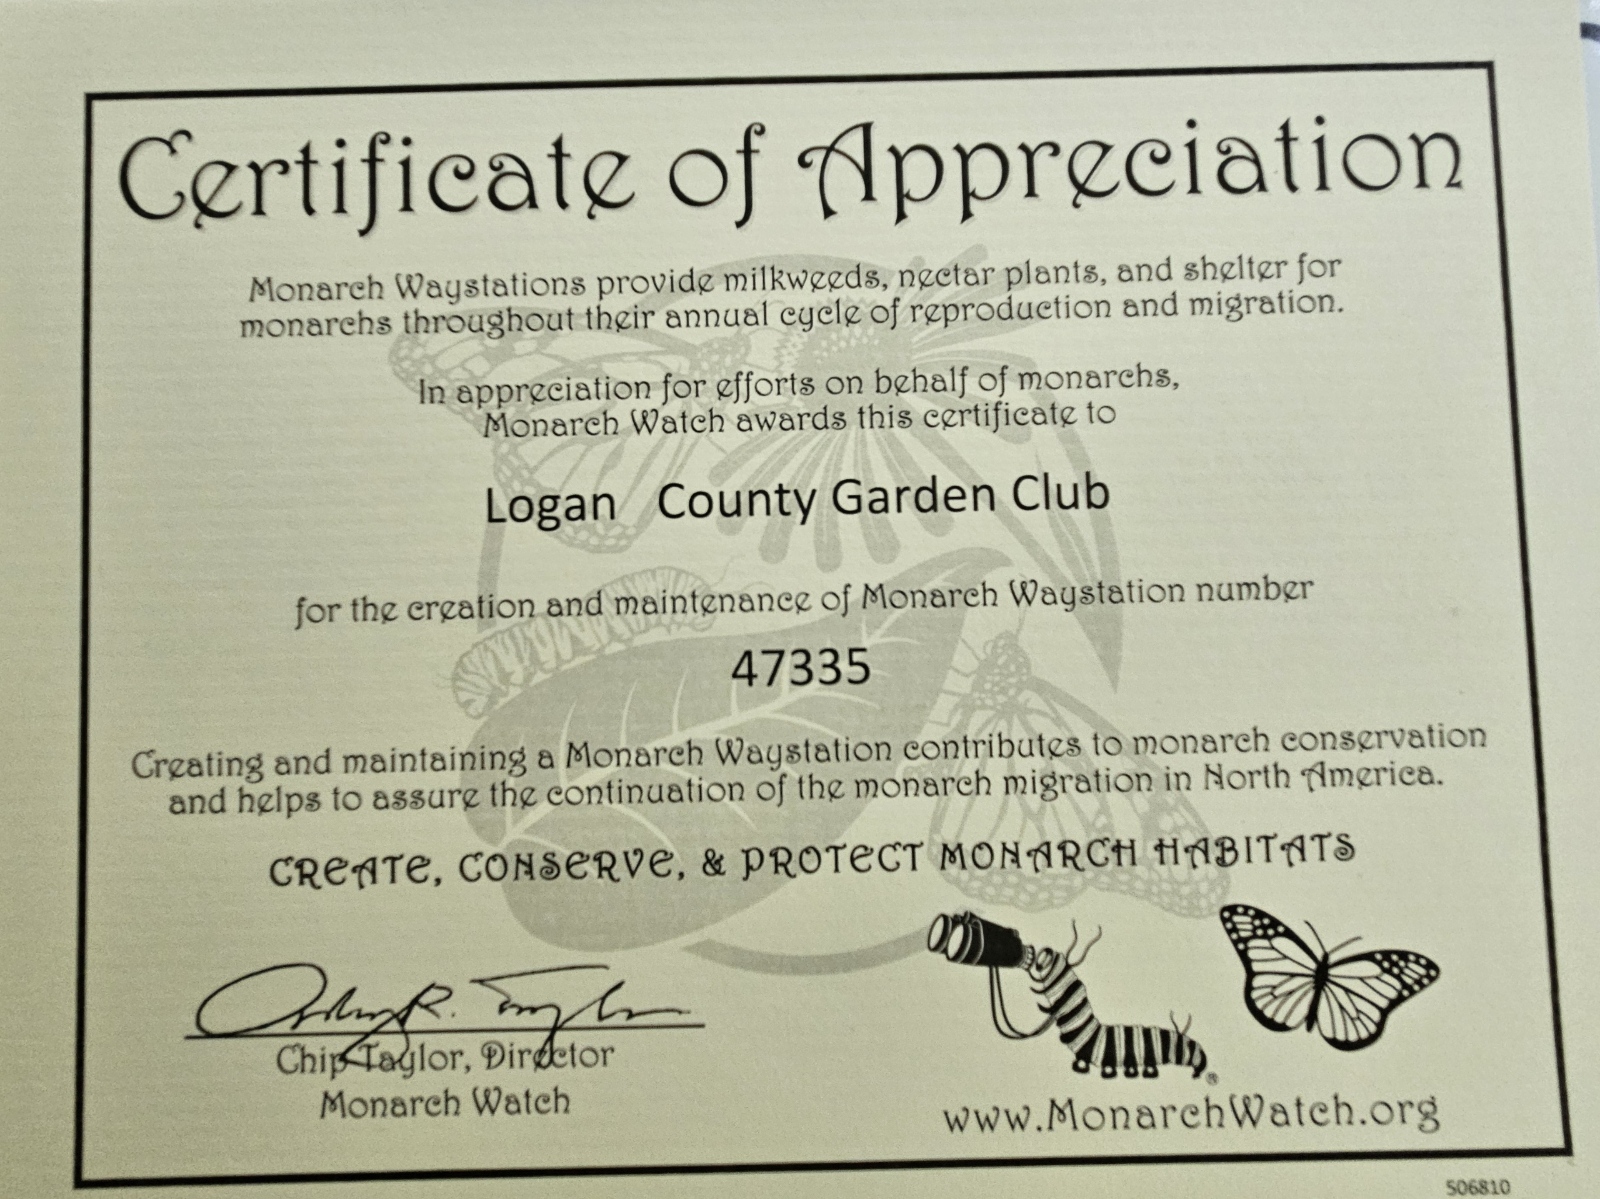 Certificate of Appreciation
Monarch Waystations provide milkweeds, nectar plants, and shelter for
monarchs throughout their annual cycle of reproduction and migration.
In appreciation for efforts on behalf of monarchs,
Monarch Watch awards this certificate to
Logan County Garden Club
for the creation and maintenance of Monarch Waystation number
47335
Creating and maintaining a Monarch Waystation contributes to monarch conservation
and helps to assure the continuation of the monarch migration in North America.
CREATE, CONSERVE, & PROTECT MONARCH HABITATS
Orley R. Taylor
Chip Taylor, Director
Monarch Watch
®
www.MonarchWatch.org
506810